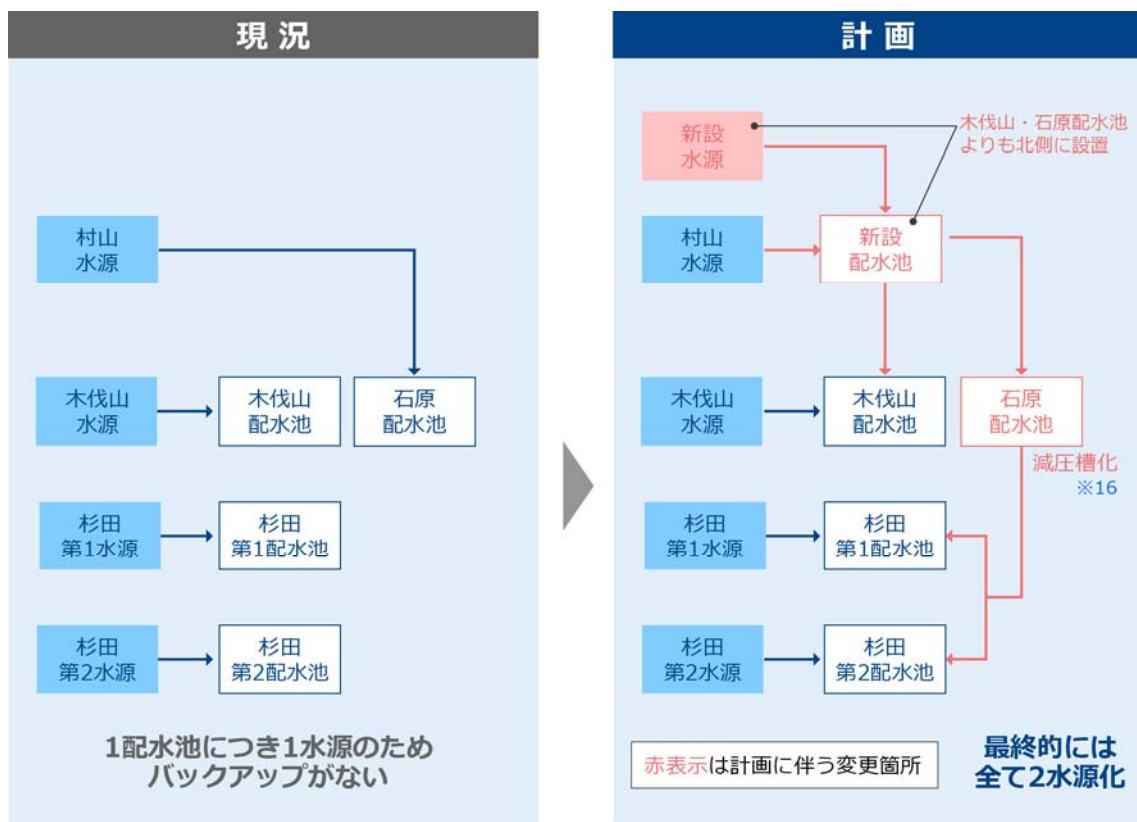 現況
村山
水源
木伐山
水源
木伐山
配水池
石原
配水池
杉田
第1水源
杉田
第1配水池
杉田
第2水源
杉田
第2配水池
1配水池につき1水源のため
バックアップがない
計画
新設
水源
木伐山・石原配水池
よりも北側に設置
村山
水源
新設
配水池
木伐山
水源
木伐山
配水池
石原
配水池
減圧槽化
※16
杉田
第1水源
杉田
第1配水池
杉田
第2水源
杉田
第2配水池
赤表示は計画に伴う変更箇所
最終的には
全て2水源化